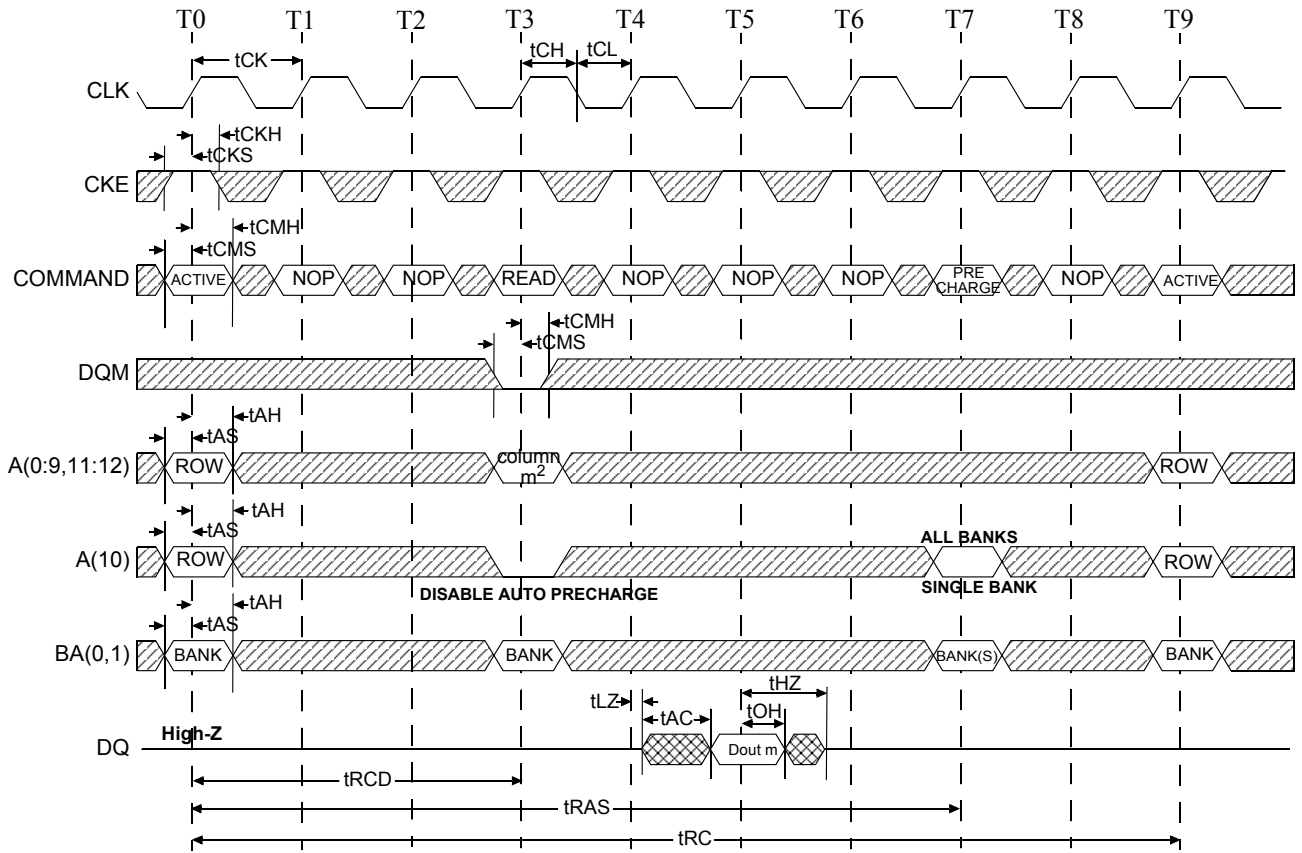 T0 T1 T2 T3 T4 T5 T6 T7 T8 T9
tCK tCH tCL
CLK
tCKH
tCKS
CKE
tCMH
tCMS
COMMAND ACTIVE NOP NOP READ NOP NOP NOP PRE CHARGE NOP ACTIVE
tCMH
tCMS
DQM
tAH
tAS
A(0:9,11:12) ROW column m2 ROW
tAH
tAS
ALL BANKS
A(10) ROW ROW
DISABLE AUTO PRECHARGE SINGLE BANK
tAH
tAS
BA(0,1) BANK BANK BANK(S) BANK
tHZ
tLZ tAC tOH
High-Z
DQ Dout m
tRCD
tRAS
tRC